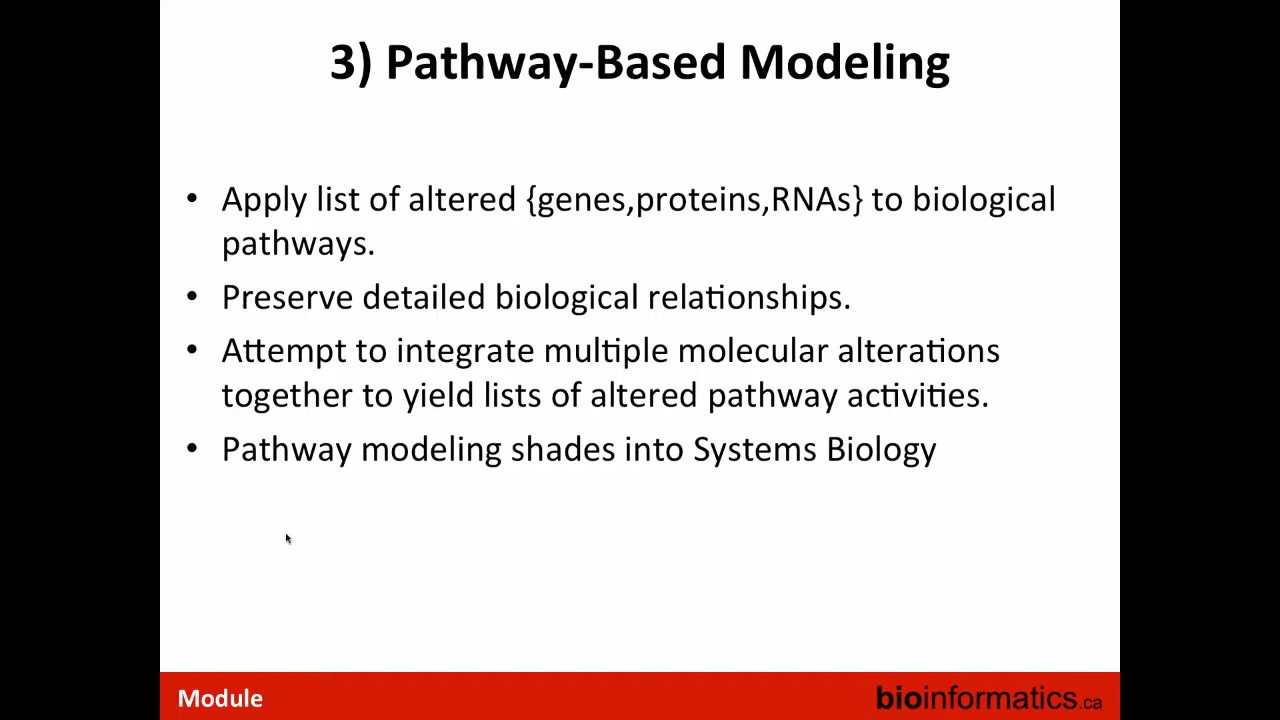 3) Pathway-Based Modeling
• Apply list of altered {genes,proteins,RNAs} to biological
pathways.
• Preserve detailed biological relationships.
• Attempt to integrate multiple molecular alterations
together to yield lists of altered pathway activities.
• Pathway modeling shades into Systems Biology
Module
bioinformatics.ca